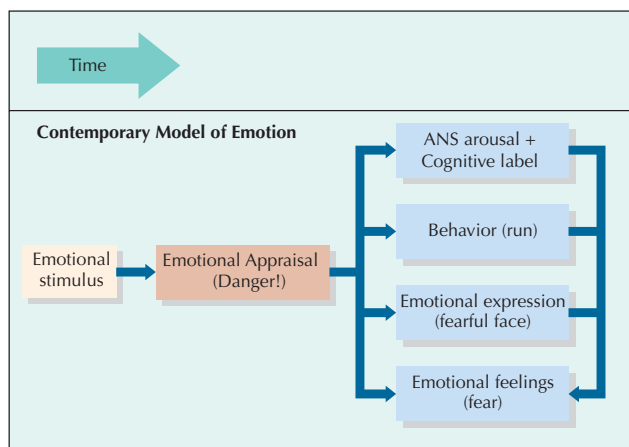 Time
Contemporary Model of Emotion
ANS arousal +
Cognitive label
Behavior (run)
Emotional
stimulus
Emotional Appraisal
(Danger!)
Emotional expression
(fearful face)
Emotional feelings
(fear)